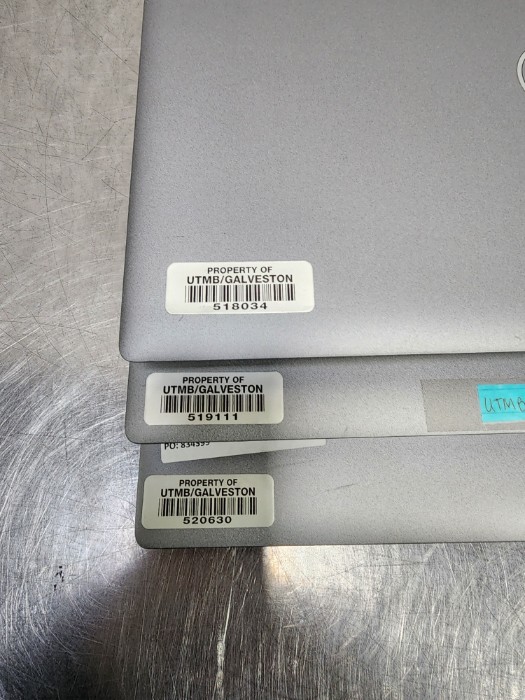 PROPERTY OF
UTMB/GALVESTON
518034
PROPERTY OF
UTMB/GALVESTON
519111
UTMB
PROPERTY OF
UTMB/GALVESTON
520630